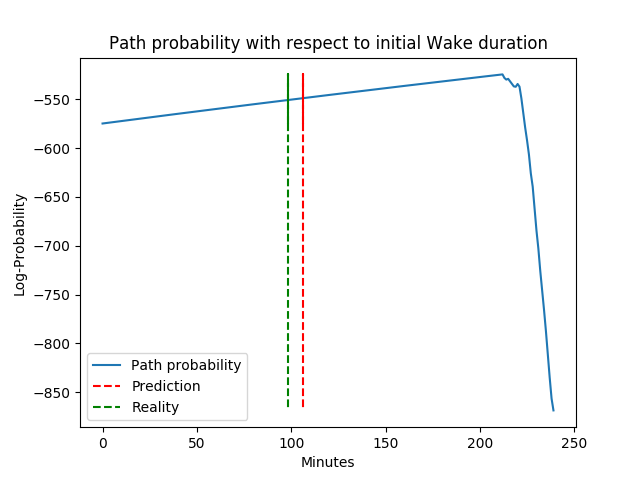 Path probability with respect to initial Wake duration
Log-Probability
−550
−600
−650
−700
−750
−800
−850
Path probability
Prediction
Reality
0
50
100
150
200
250
Minutes